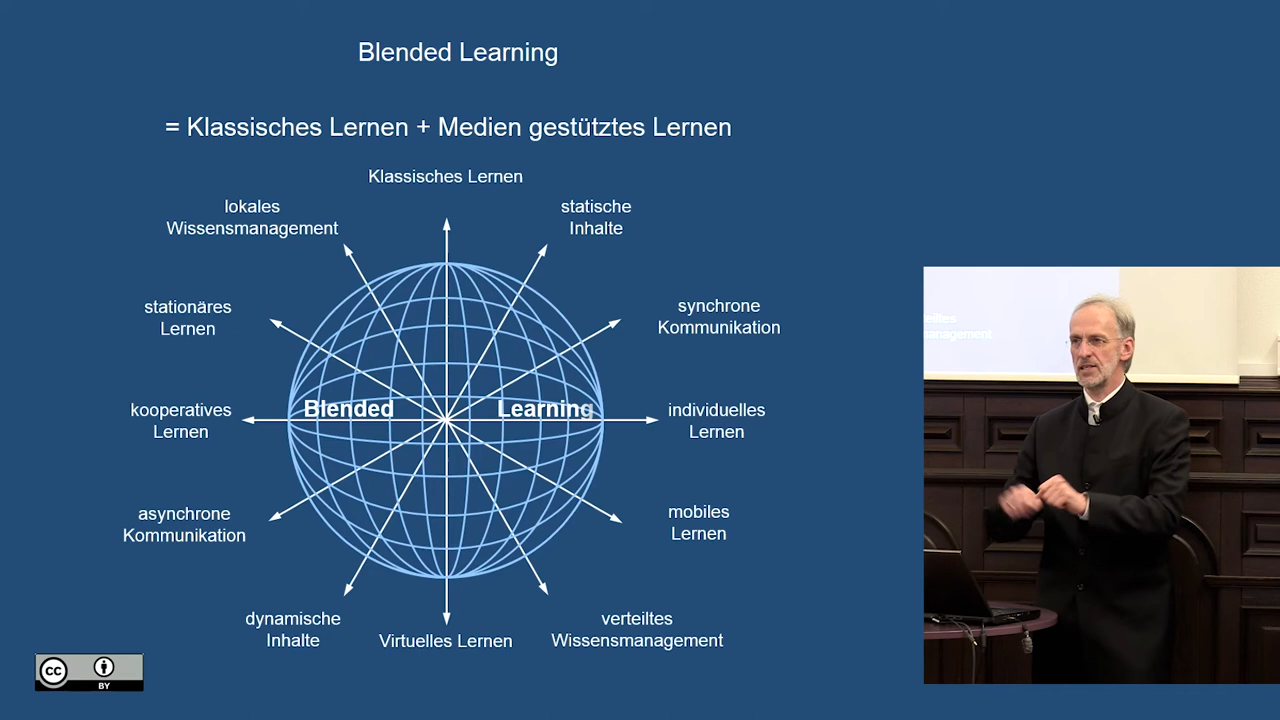 Blended Learning
= Klassisches Lernen + Medien gestütztes Lernen
Klassisches Lernen
lokales
Wissensmanagement
statische
Inhalte
stationäres
Lernen
synchrone
Kommunikation
kooperatives
Lernen
Blended Learning
individuelles
Lernen
asynchrone
Kommunikation
mobiles
Lernen
dynamische
Inhalte
Virtuelles Lernen
verteiltes
Wissensmanagement
cc
BY